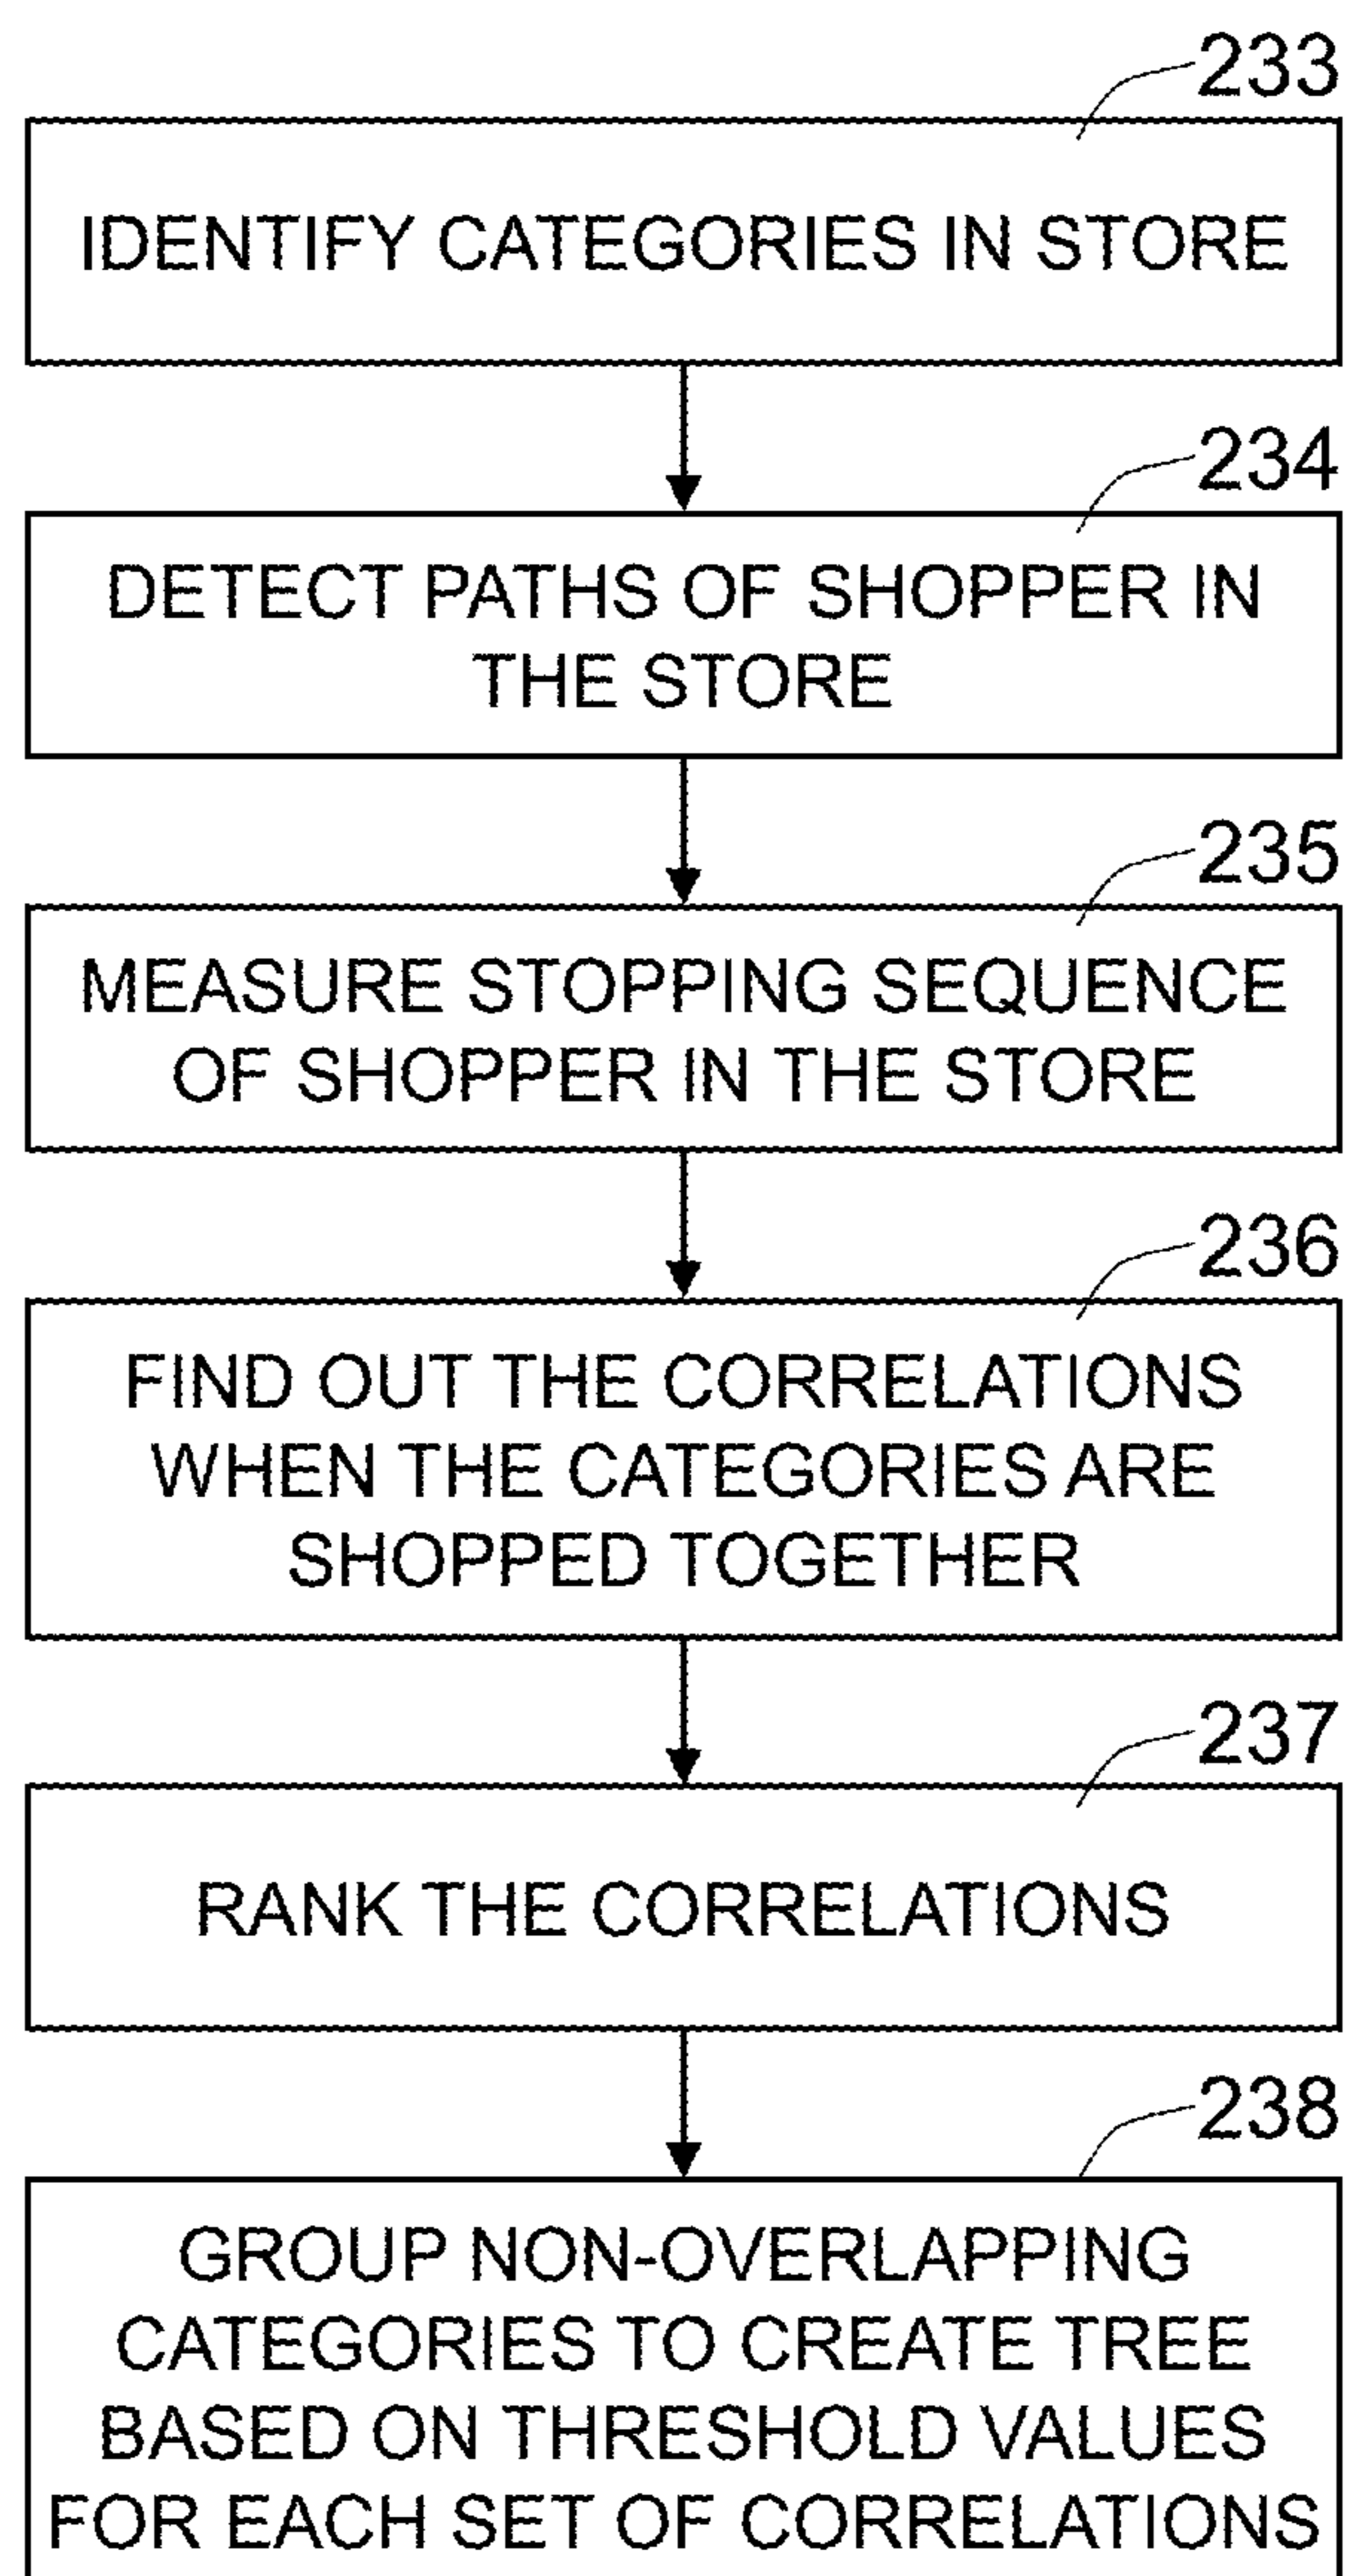 233
IDENTIFY CATEGORIES IN STORE
234
DETECT PATHS OF SHOPPER IN
THE STORE
235
MEASURE STOPPING SEQUENCE
OF SHOPPER IN THE STORE
236
FIND OUT THE CORRELATIONS
WHEN THE CATEGORIES ARE
SHOPPED TOGETHER
237
RANK THE CORRELATIONS
238
GROUP NON-OVERLAPPING
CATEGORIES TO CREATE TREE
BASED ON THRESHOLD VALUES
FOR EACH SET OF CORRELATIONS